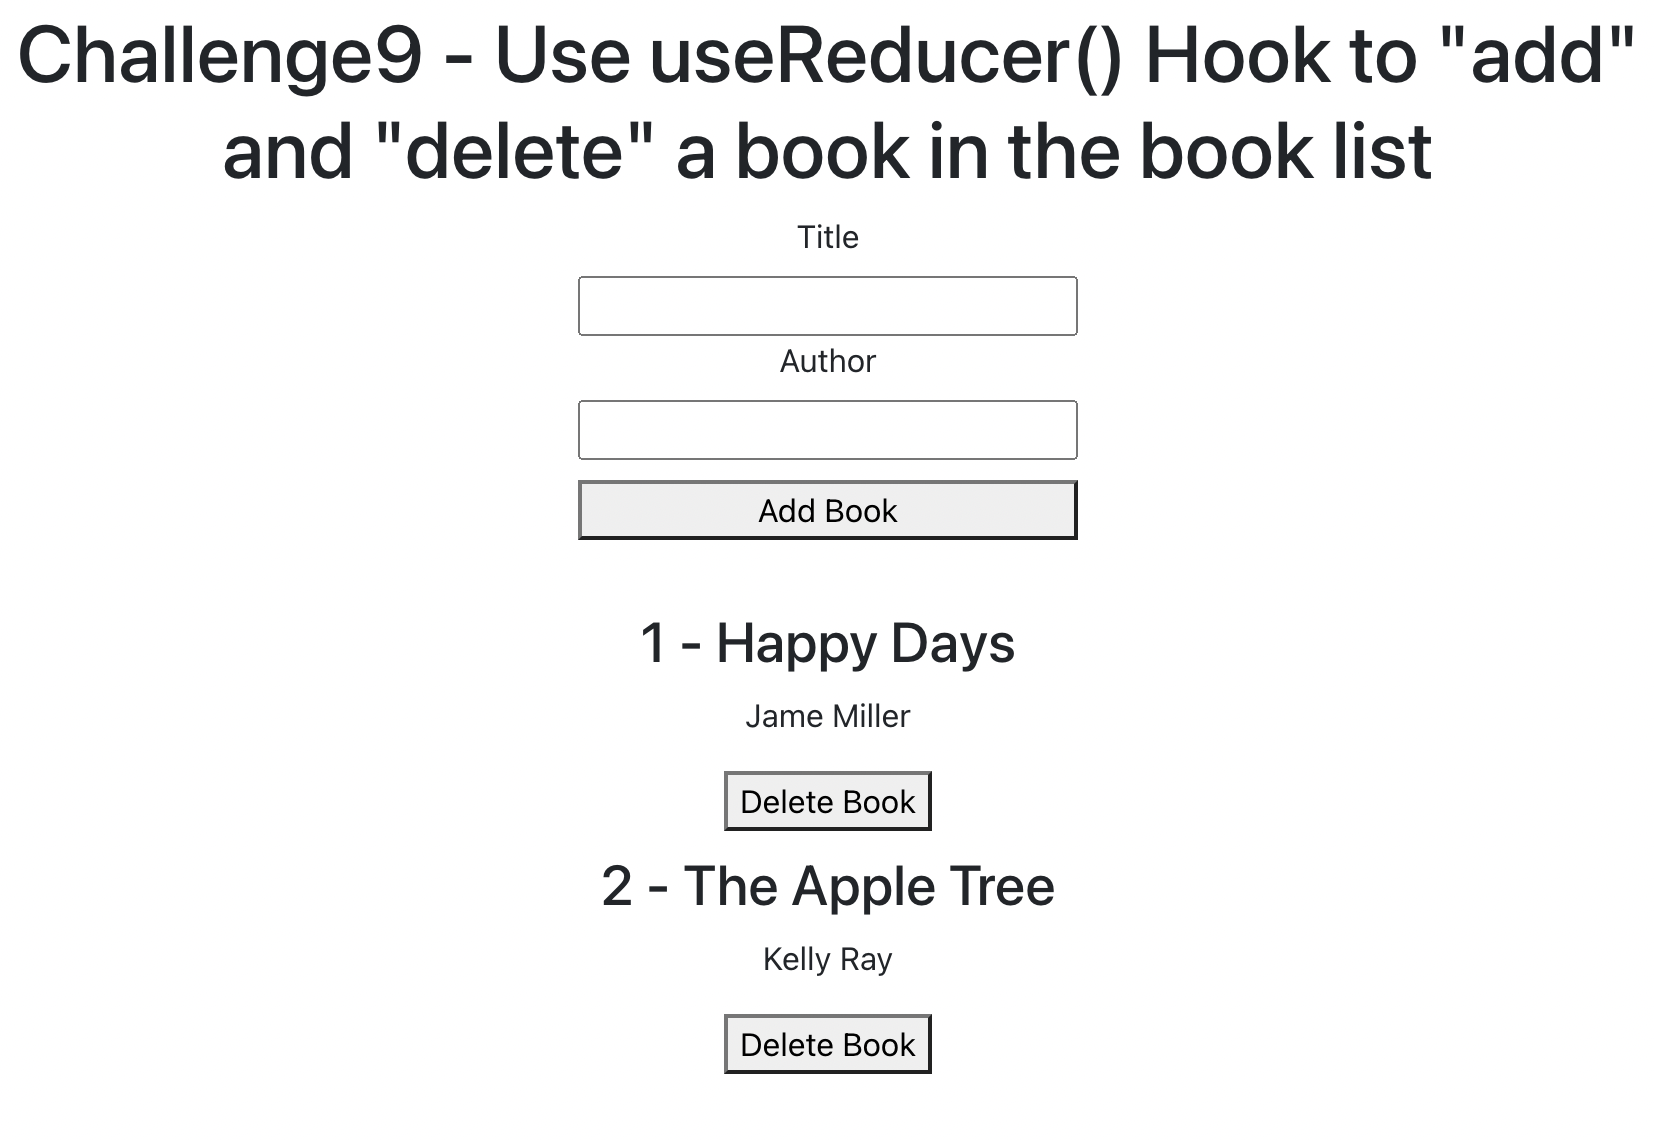 Challenge9 - Use useReducer() Hook to "add"
and "delete" a book in the book list
Title
Author
Add Book
1 - Happy Days
Jame Miller
Delete Book
2 - The Apple Tree
Kelly Ray
Delete Book